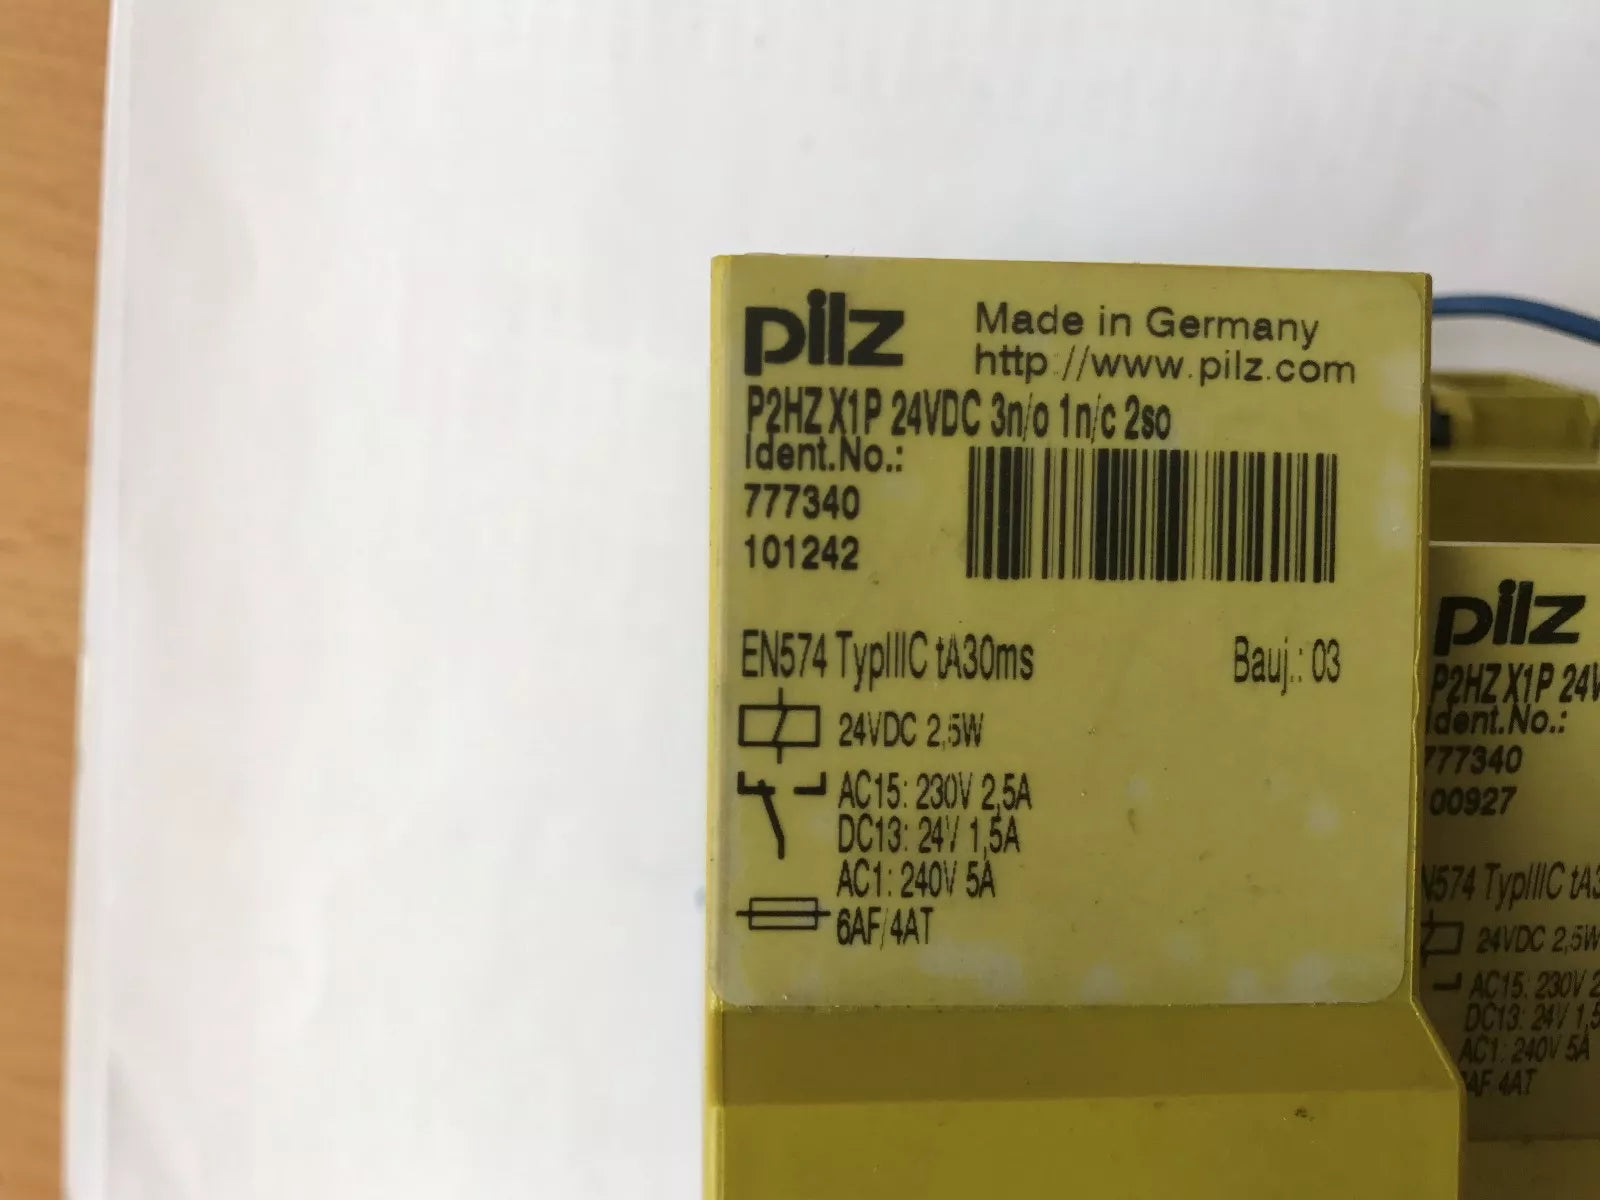 pilz
Made in Germany
http://www.pilz.com
P2HZ X1P 24VDC 3n/o 1n/c 2so
Ident.No.:
777340
101242
EN574 TypIIIC tA30ms
Bauj.: 03
24VDC 2,5W
AC15: 230V 2,5A
DC13: 24V 1,5A
AC1: 240V 5A
6AF/4AT
pilz
P2HZ X1P 24V
Ident.No.:
777340
00927
N574 TypIIIC tA3
24VDC 2,5W
AC15: 230V 2
DC13: 24V 1,5
AC1: 240V 5A
AF 4AT